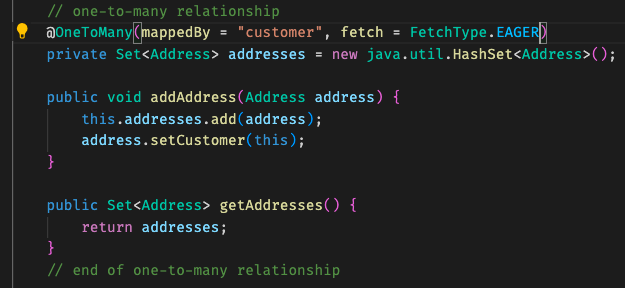 // one-to-many relationship
@OneToMany(mappedBy = "customer", fetch = FetchType.EAGER)
private Set<Address> addresses = new java.util.HashSet<Address>();
public void addAddress(Address address) {
this.addresses.add(address);
address.setCustomer(this);
}
public Set<Address> getAddresses() {
return addresses;
}
// end of one-to-many relationship